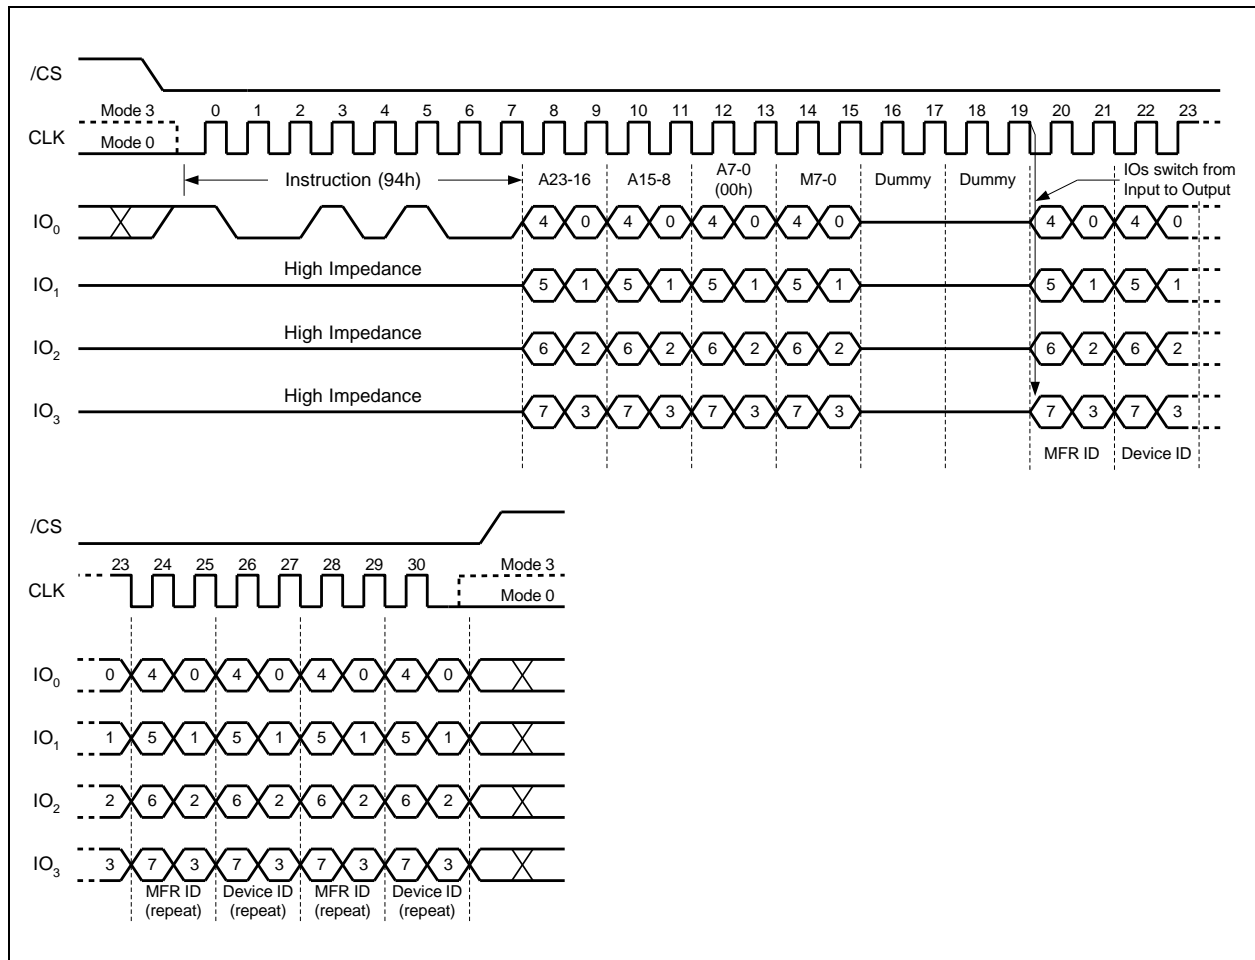 /CS
Mode 3 0 1 2 3 4 5 6 7 8 9 10 11 12 13 14 15 16 17 18 19 20 21 22 23
CLK Mode 0
Instruction (94h) A23-16 A15-8 A7-0 (00h) M7-0 Dummy Dummy IOs switch from Input to Output
IO0 4 0 4 0 4 0 4 0 4 0 4 0
High Impedance
IO1 5 1 5 1 5 1 5 1 5 1 5 1
High Impedance
IO2 6 2 6 2 6 2 6 2 6 2 6 2
High Impedance
IO3 7 3 7 3 7 3 7 3 7 3 7 3
MFR ID Device ID
/CS
23 24 25 26 27 28 29 30 Mode 3
CLK Mode 0
IO0 0 4 0 4 0 4 0 4 0
IO1 1 5 1 5 1 5 1 5 1
IO2 2 6 2 6 2 6 2 6 2
IO3 3 7 3 7 3 7 3 7 3
MFR ID Device ID MFR ID Device ID
(repeat) (repeat) (repeat) (repeat)